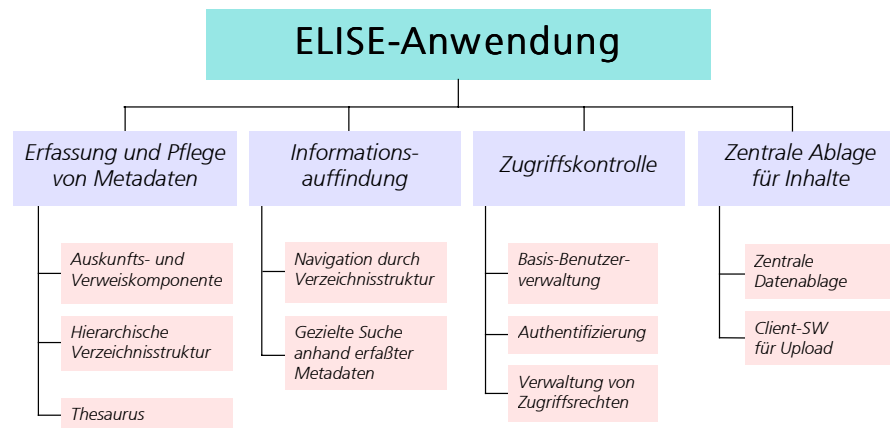 ELISE-Anwendung
Erfassung und Pflege
von Metadaten
Informations-
auffindung
Zugriffskontrolle
Zentrale Ablage
für Inhalte
Auskunfts- und
Verweiskomponente
Hierarchische
Verzeichnisstruktur
Thesaurus
Navigation durch
Verzeichnisstruktur
Gezielte Suche
anhand erfaßter
Metadaten
Basis-Benutzer-
verwaltung
Authentifizierung
Verwaltung von
Zugriffsrechten
Zentrale
Datenablage
Client-SW
für Upload